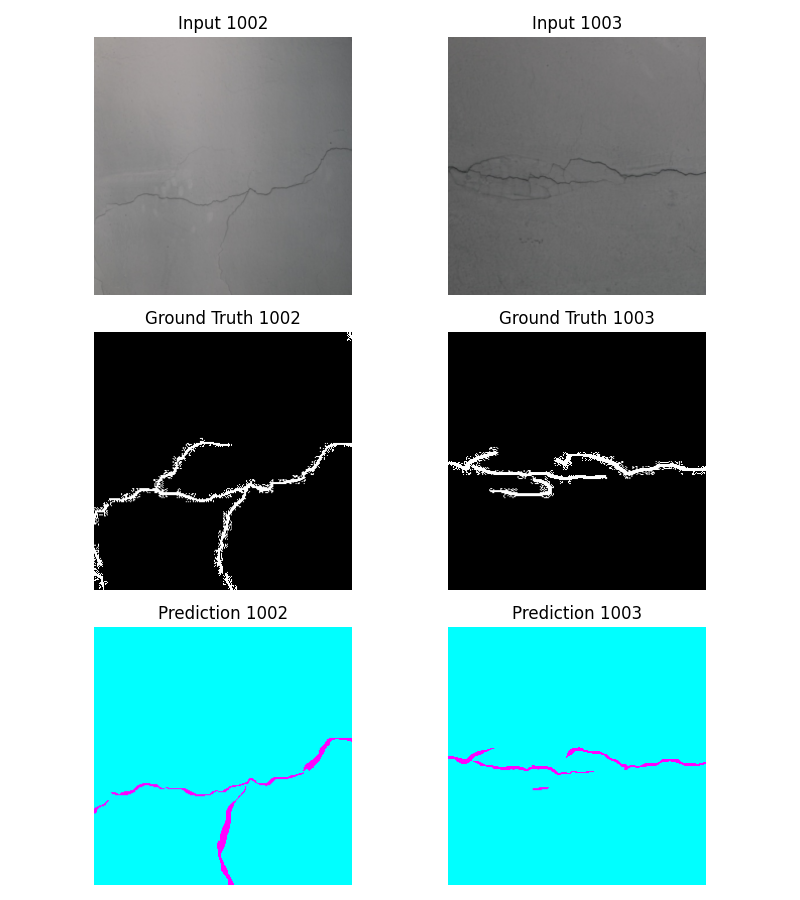 Input 1002
Input 1003
Ground Truth 1002
Ground Truth 1003
Prediction 1002
Prediction 1003